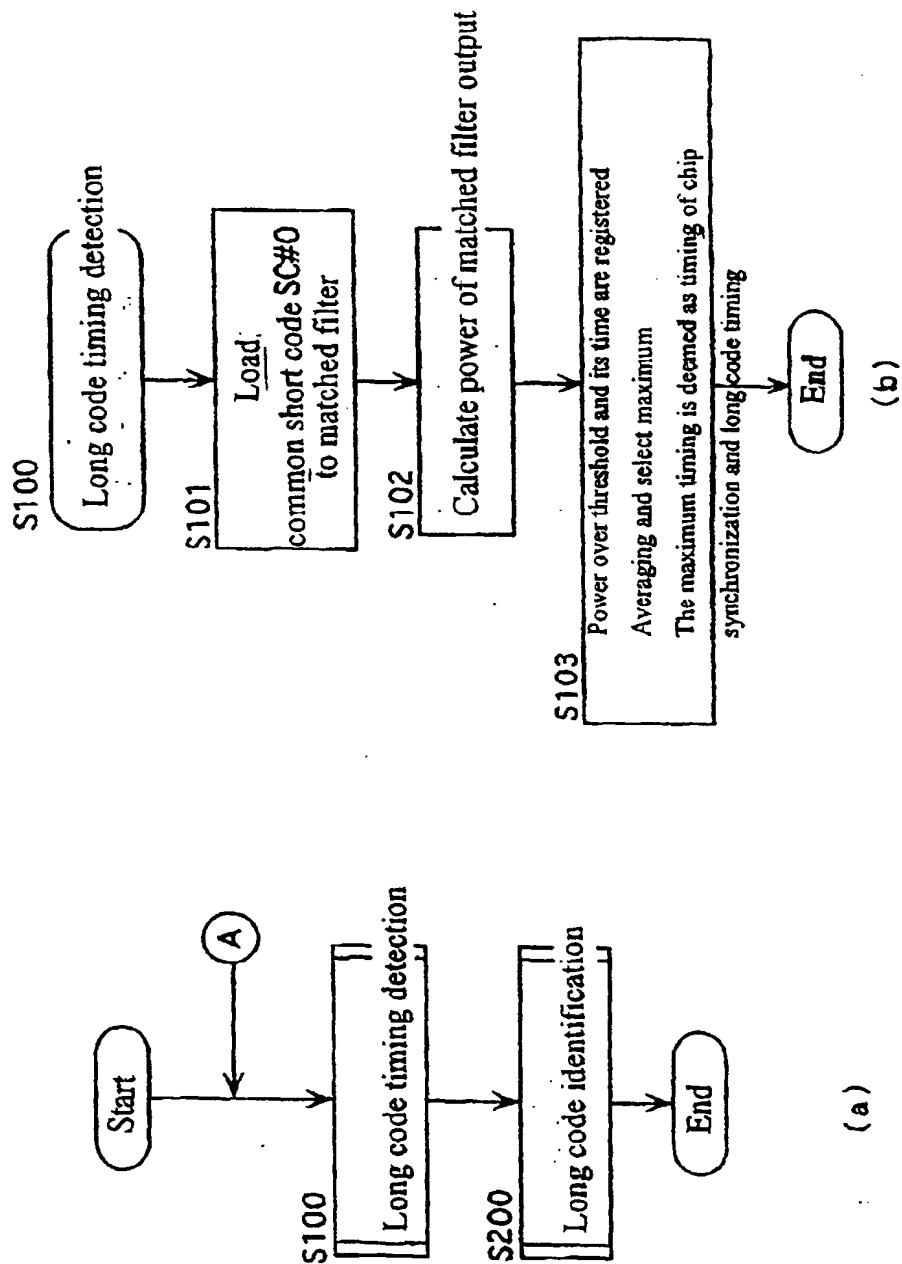 Start
A
S100
Long code timing detection
S200
Long code identification
End
(a)
S100
Long code timing detection
S101
Load
common short code SC#0
to matched filter
S102
Calculate power of matched filter output
S103
Power over threshold and its time are registered
Averaging and select maximum
The maximum timing is deemed as timing of chip
synchronization and long code timing
End
(b)